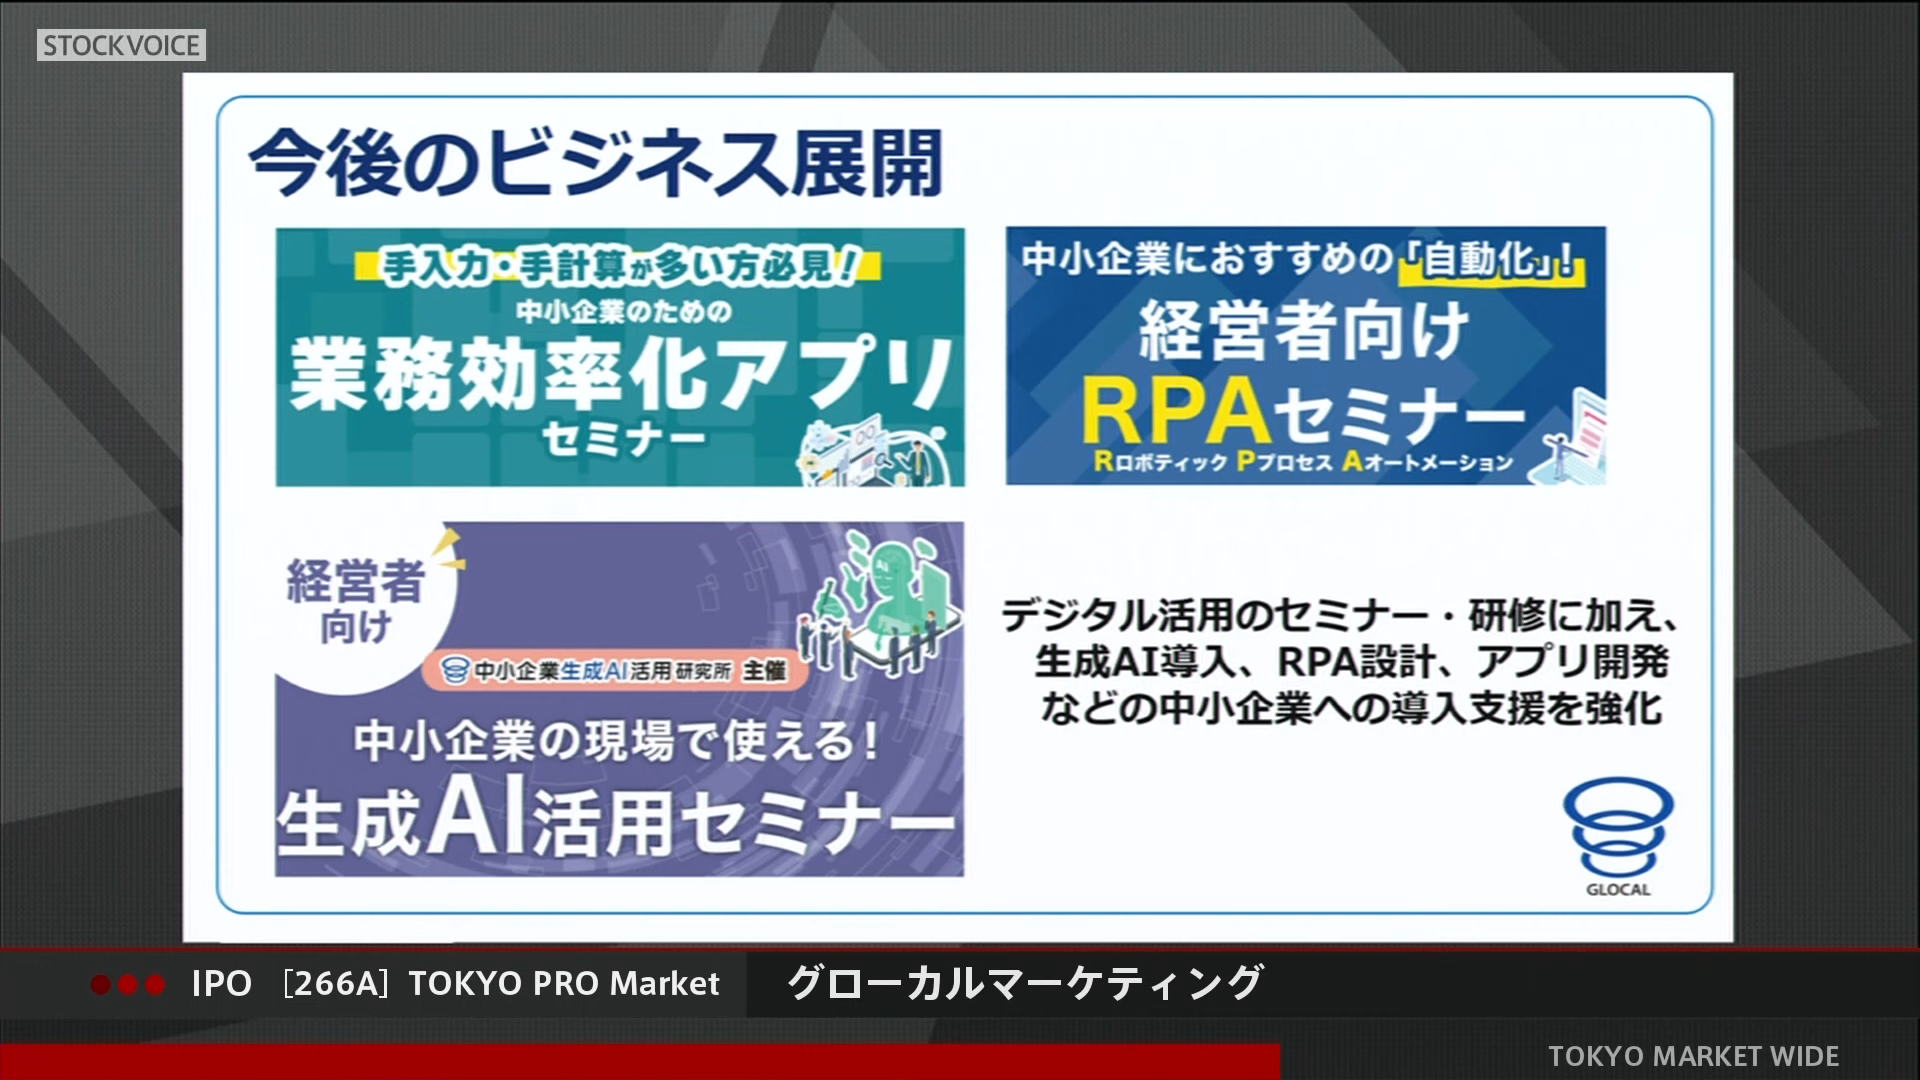 STOCKVOICE
今後のビジネス展開
手入力・手計算が多い方必見！
中小企業のための
業務効率化アプリ
セミナー
中小企業におすすめの「自動化」！
経営者向け
RPAセミナー
Rロボティック Pプロセス Aオートメーション
経営者
向け
AI
中小企業生成AI活用研究所 主催
中小企業の現場で使える！
生成AI活用セミナー
デジタル活用のセミナー・研修に加え、
生成AI導入、RPA設計、アプリ開発
などの中小企業への導入支援を強化
GLOCAL
IPO [266A] TOKYO PRO Market グローカルマーケティング
TOKYO MARKET WIDE